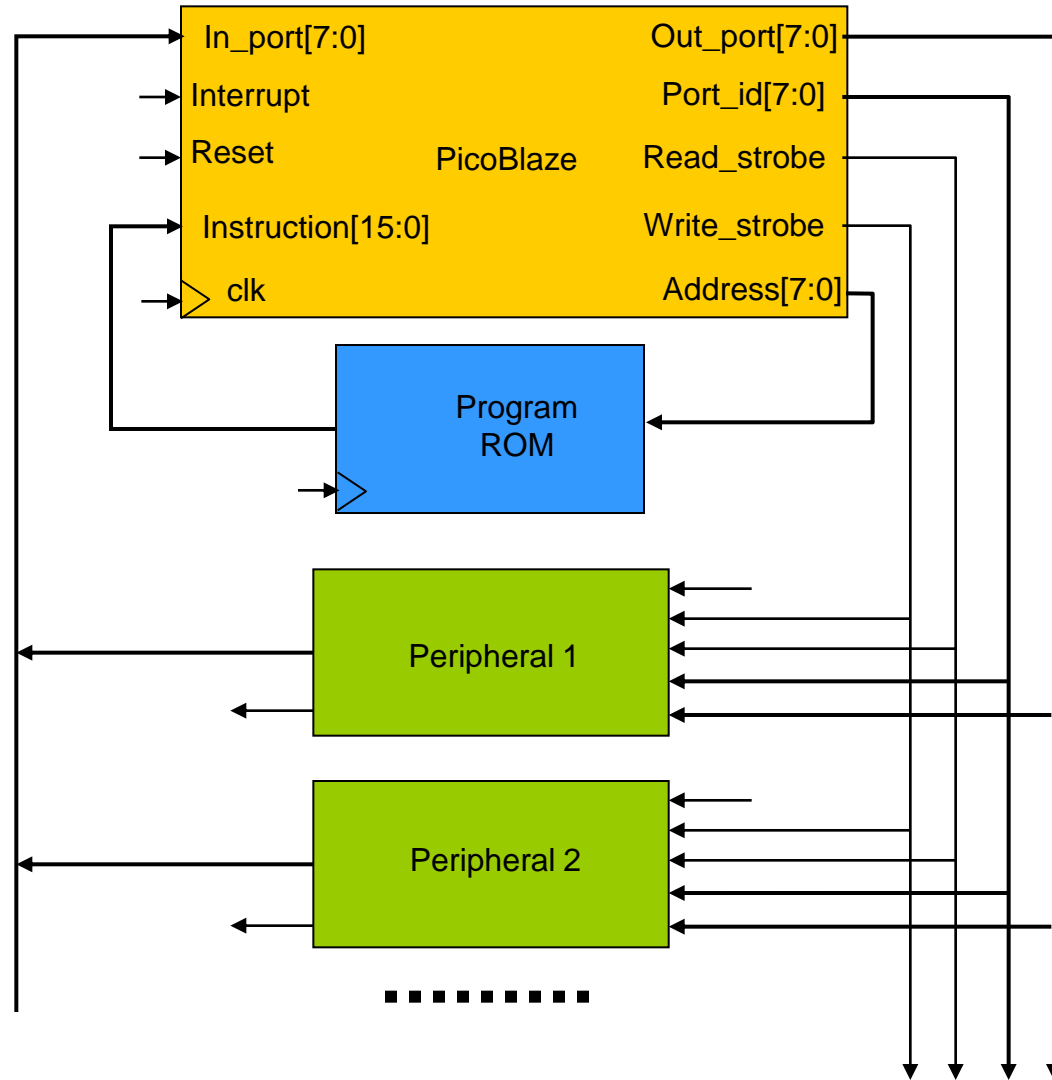 In_port[7:0]
Out_port[7:0]
Interrupt
Port_id[7:0]
Reset
PicoBlaze
Read_strobe
Instruction[15:0]
Write_strobe
clk
Address[7:0]
Program
ROM
Peripheral 1
Peripheral 2